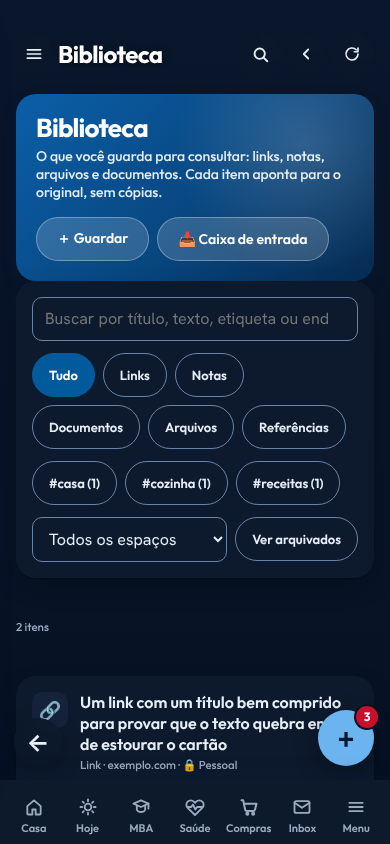 Biblioteca
Biblioteca
O que você guarda para consultar: links, notas,
arquivos e documentos. Cada item aponta para o
original, sem cópias.
+ Guardar
Caixa de entrada
Buscar por título, texto, etiqueta ou end
Tudo
Links
Notas
Documentos
Arquivos
Referências
#casa (1)
#cozinha (1)
#receitas (1)
Todos os espaços
Ver arquivados
2 itens
Um link com um título bem comprido
para provar que o texto quebra em
de estourar o cartão
Link · exemplo.com · 🔒 Pessoal
3
+
Casa
Hoje
MBA
Saúde
Compras
Inbox
Menu